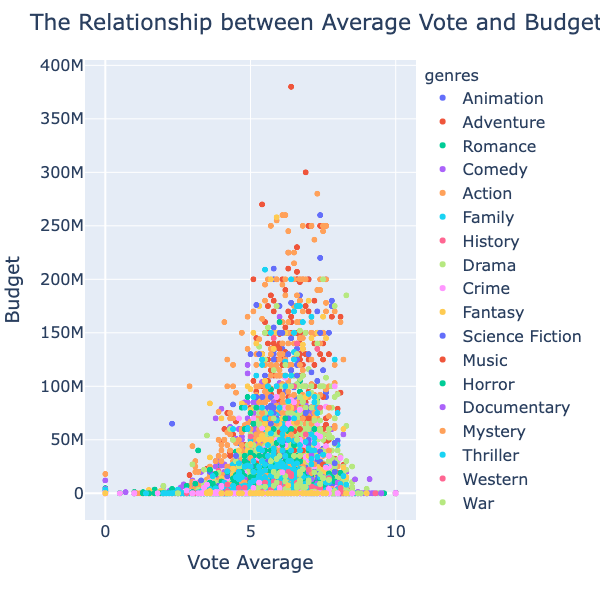 The Relationship between Average Vote and Budget
400M
350M
300M
250M
200M
150M
100M
50M
0
Budget
0
5
10
Vote Average
genres
Animation
Adventure
Romance
Comedy
Action
Family
History
Drama
Crime
Fantasy
Science Fiction
Music
Horror
Documentary
Mystery
Thriller
Western
War